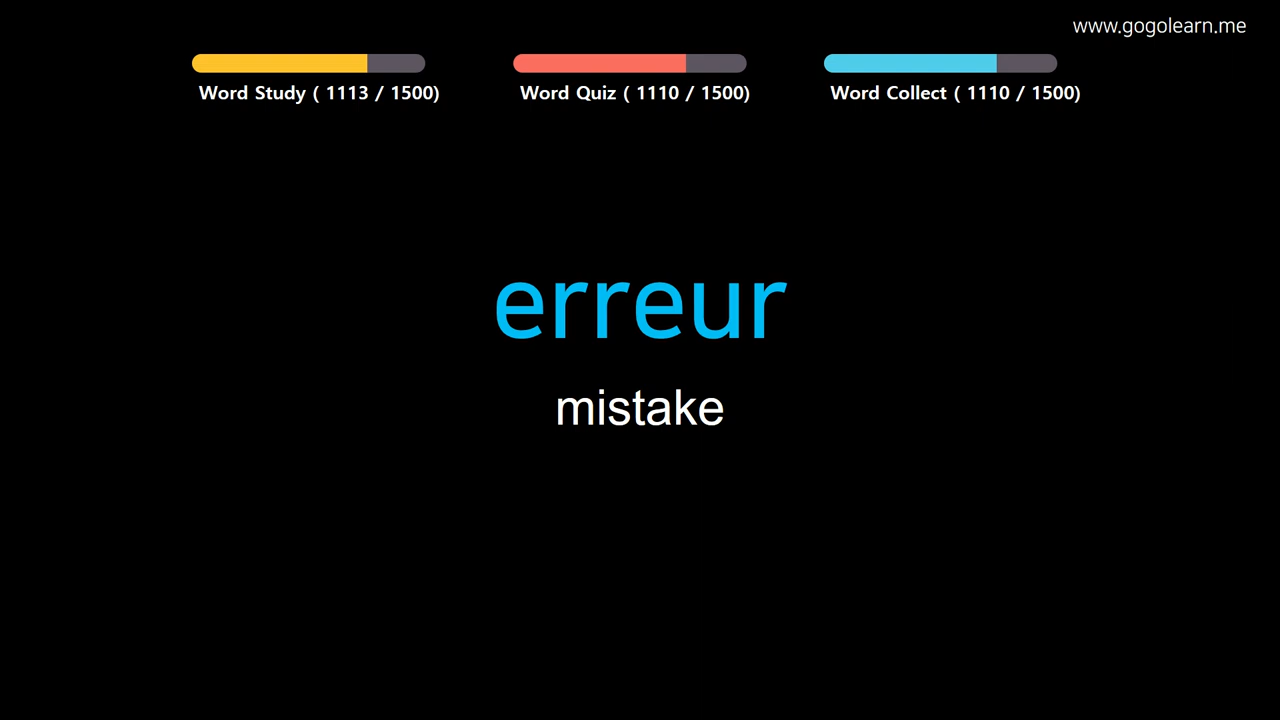 www.gogolearn.me
Word Study ( 1113 / 1500)
Word Quiz ( 1110 / 1500)
Word Collect ( 1110 / 1500)
erreur
mistake